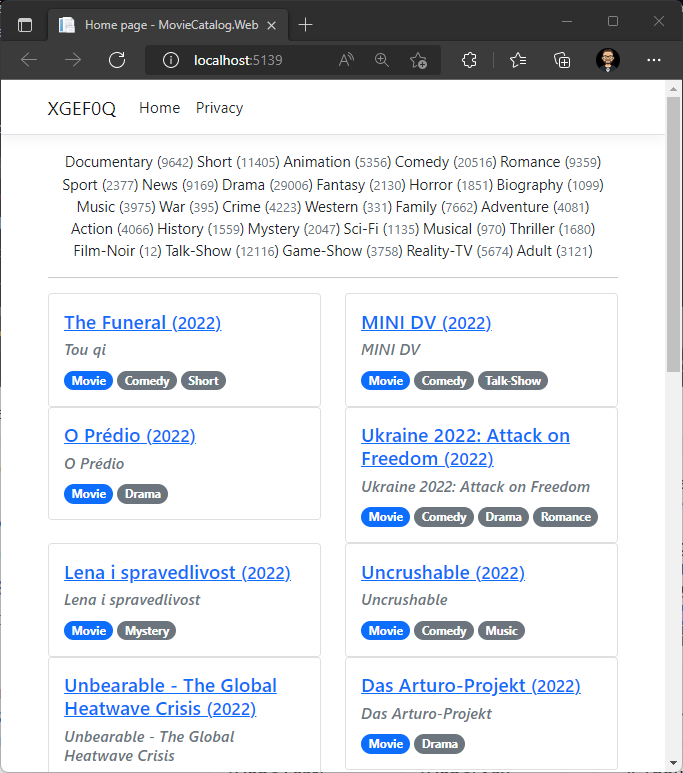 Home page - MovieCatalog.Web
localhost:5139
XGEF0Q Home Privacy
Documentary (9642) Short (11405) Animation (5356) Comedy (20516) Romance (9359)
Sport (2377) News (9169) Drama (29006) Fantasy (2130) Horror (1851) Biography (1099)
Music (3975) War (395) Crime (4223) Western (331) Family (7662) Adventure (4081)
Action (4066) History (1559) Mystery (2047) Sci-Fi (1135) Musical (970) Thriller (1680)
Film-Noir (12) Talk-Show (12116) Game-Show (3758) Reality-TV (5674) Adult (3121)
The Funeral (2022)
Tou qi
Movie Comedy Short
MINI DV (2022)
MINI DV
Movie Comedy Talk-Show
O Prédio (2022)
O Prédio
Movie Drama
Ukraine 2022: Attack on
Freedom (2022)
Ukraine 2022: Attack on Freedom
Movie Comedy Drama Romance
Lena i spravedlivost (2022)
Lena i spravedlivost
Movie Mystery
Uncrushable (2022)
Uncrushable
Movie Comedy Music
Unbearable - The Global
Heatwave Crisis (2022)
Unbearable - The Global
Heatwave Crisis
Das Arturo-Projekt (2022)
Das Arturo-Projekt
Movie Drama